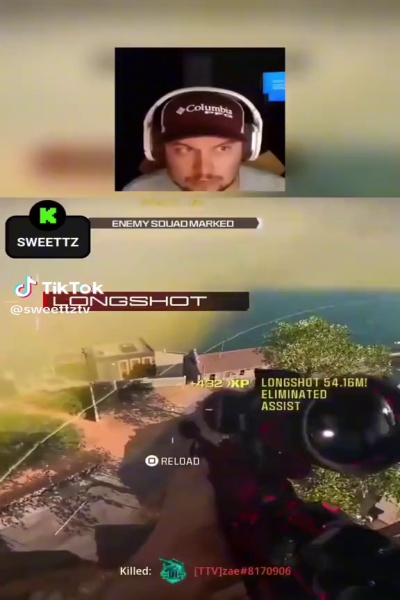 Columbia
K
SWEETTZ
ENEMY SQUAD MARKED
TikTok
@sweettztv
LONGSHOT
+492 XP
LONGSHOT 54.16M!
ELIMINATED
ASSIST
RELOAD
Killed:
[TTV]zae#8170906